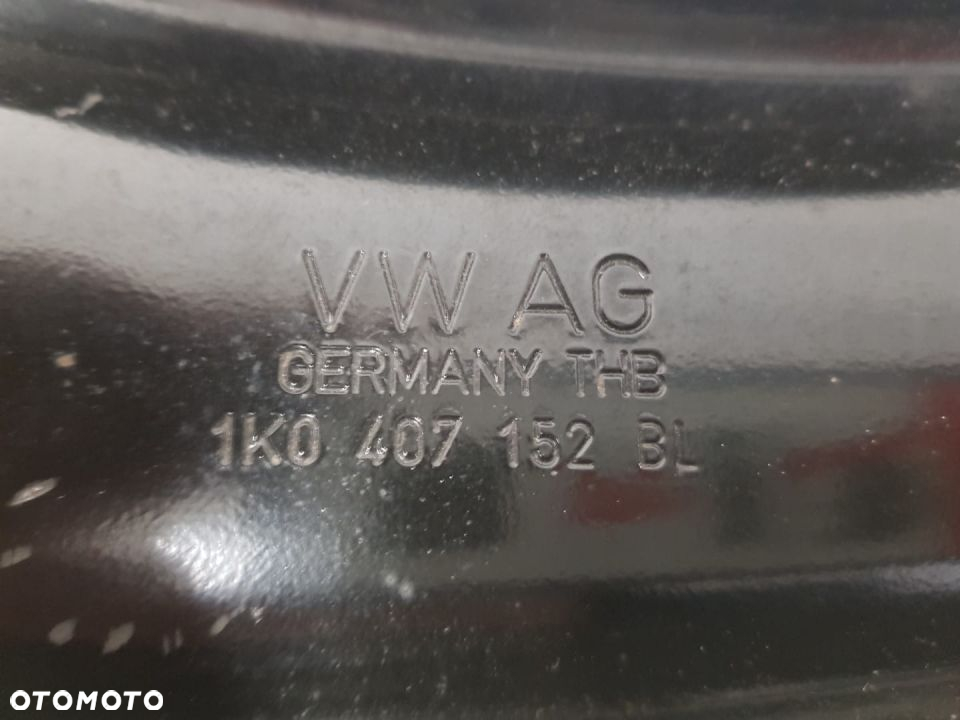 VW AG
GERMANY THB
1K0 407 152 BL
OTOMOTO